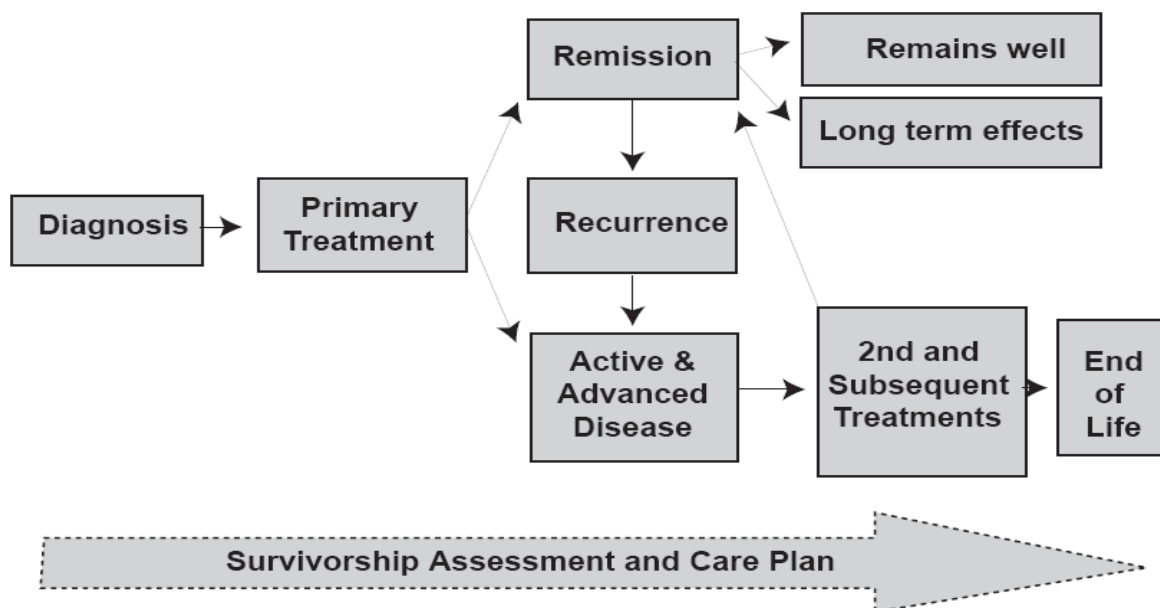 Remission
Remains well
Long term effects
Diagnosis
Primary
Treatment
Recurrence
Active &
Advanced
Disease
2nd and
Subsequent
Treatments
End
of
Life
Survivorship Assessment and Care Plan